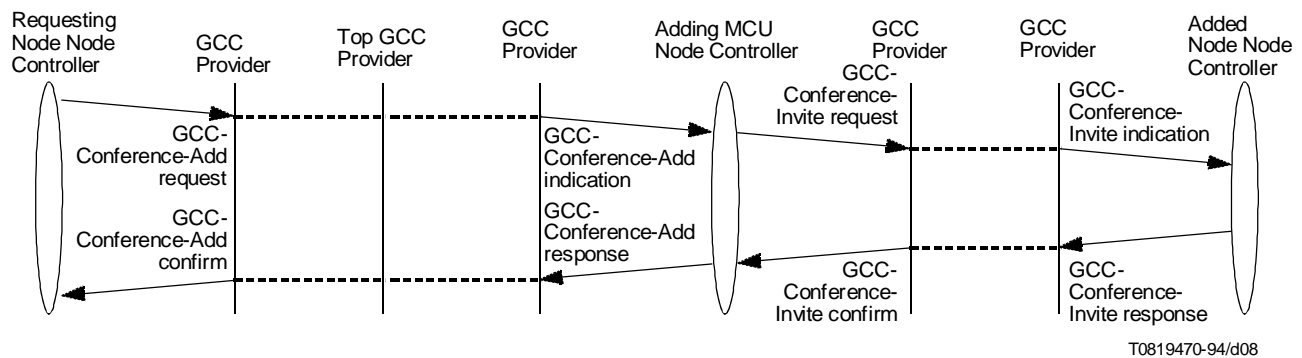 Requesting
Node Node
Controller
GCC
Provider
Top GCC
Provider
GCC
Provider
Adding MCU
Node Controller
GCC
Provider
GCC
Provider
Added
Node Node
Controller
GCC-
Conference-Add
request
GCC-
Conference-Add
indication
GCC-
Conference-
Invite request
GCC-
Conference-
Invite indication
GCC-
Conference-Add
confirm
GCC-
Conference-Add
response
GCC-
Conference-
Invite confirm
GCC-
Conference-
Invite response
T0819470-94/d08